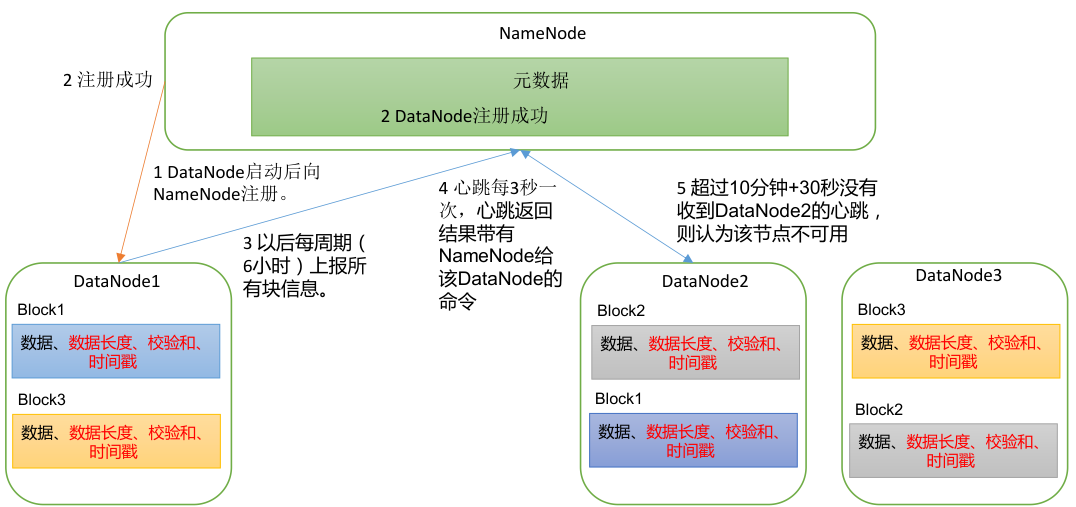 NameNode
元数据
2 DataNode注册成功
2 注册成功
1 DataNode启动后向
NameNode注册。
3 以后每周期（
6小时）上报所
有块信息。
4 心跳每3秒一
次，心跳返回
结果带有
NameNode给
该DataNode的
命令
5 超过10分钟+30秒没有
收到DataNode2的心跳，
则认为该节点不可用
DataNode1
Block1
数据、数据长度、校验和、
时间戳
Block3
数据、数据长度、校验和、
时间戳
DataNode2
Block2
数据、数据长度、校验和、
时间戳
Block1
数据、数据长度、校验和、
时间戳
DataNode3
Block3
数据、数据长度、校验和、
时间戳
Block2
数据、数据长度、校验和、
时间戳